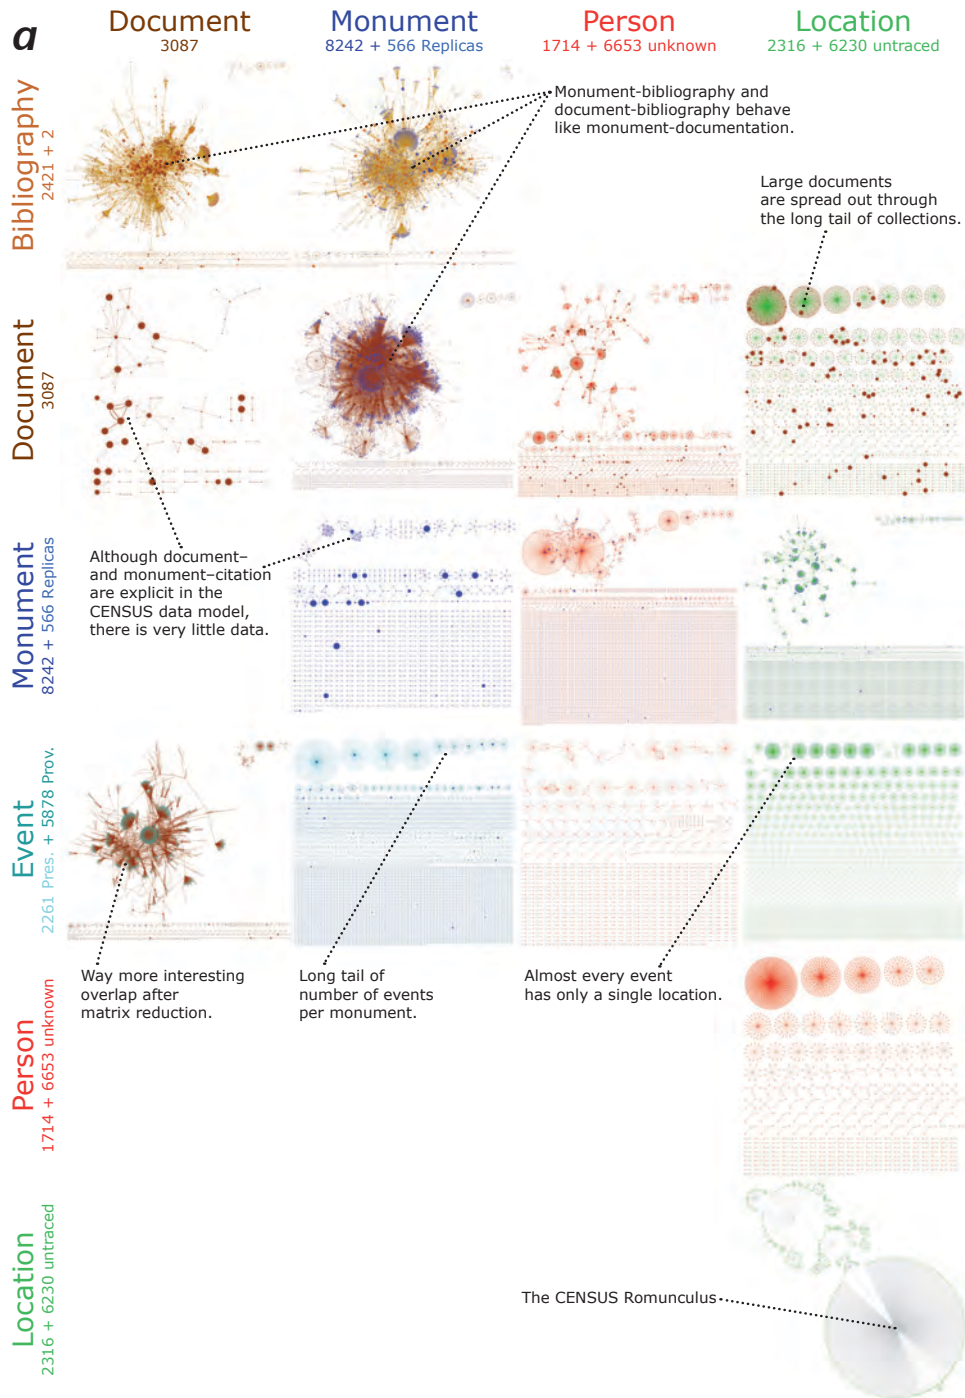 a
Document
3087
Monument
8242 + 566 Replicas
Person
1714 + 6653 unknown
Location
2316 + 6230 untraced
Bibliography
2421 + 2
Monument-bibliography and
document-bibliography behave
like monument-documentation.
Large documents
are spread out through
the long tail of collections.
Document
3087
Although document–
and monument–citation
are explicit in the
CENSUS data model,
there is very little data.
Monument
8242 + 566 Replicas
Event
2261 Pres. + 5878 Prov.
Way more interesting
overlap after
matrix reduction.
Long tail of
number of events
per monument.
Almost every event
has only a single location.
Person
1714 + 6653 unknown
Location
2316 + 6230 untraced
The CENSUS Romunculus